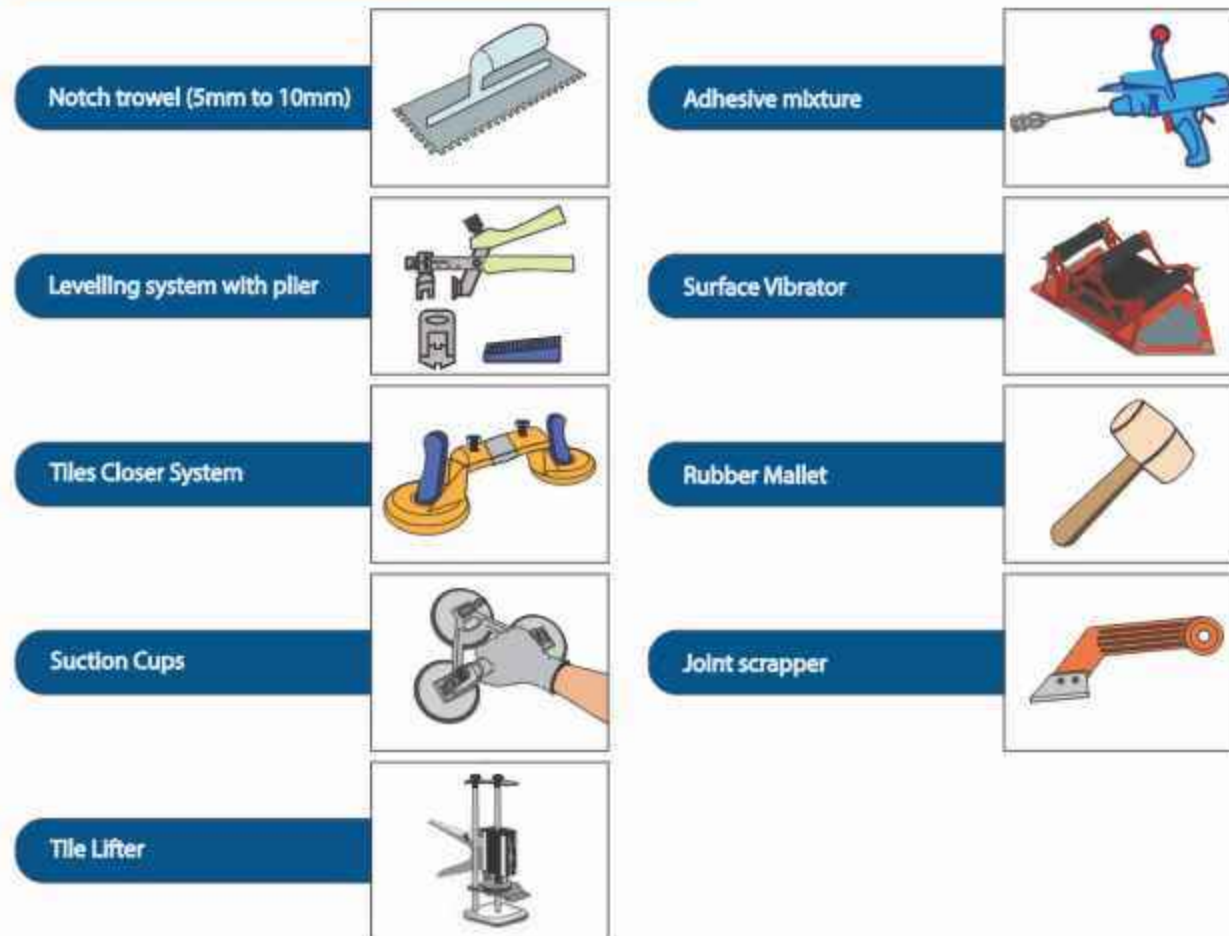 Notch trowel (5mm to 10mm)
Adhesive mixture
Levelling system with plier
Surface Vibrator
Tiles Closer System
Rubber Mallet
Suction Cups
Joint scrapper
Tile Lifter